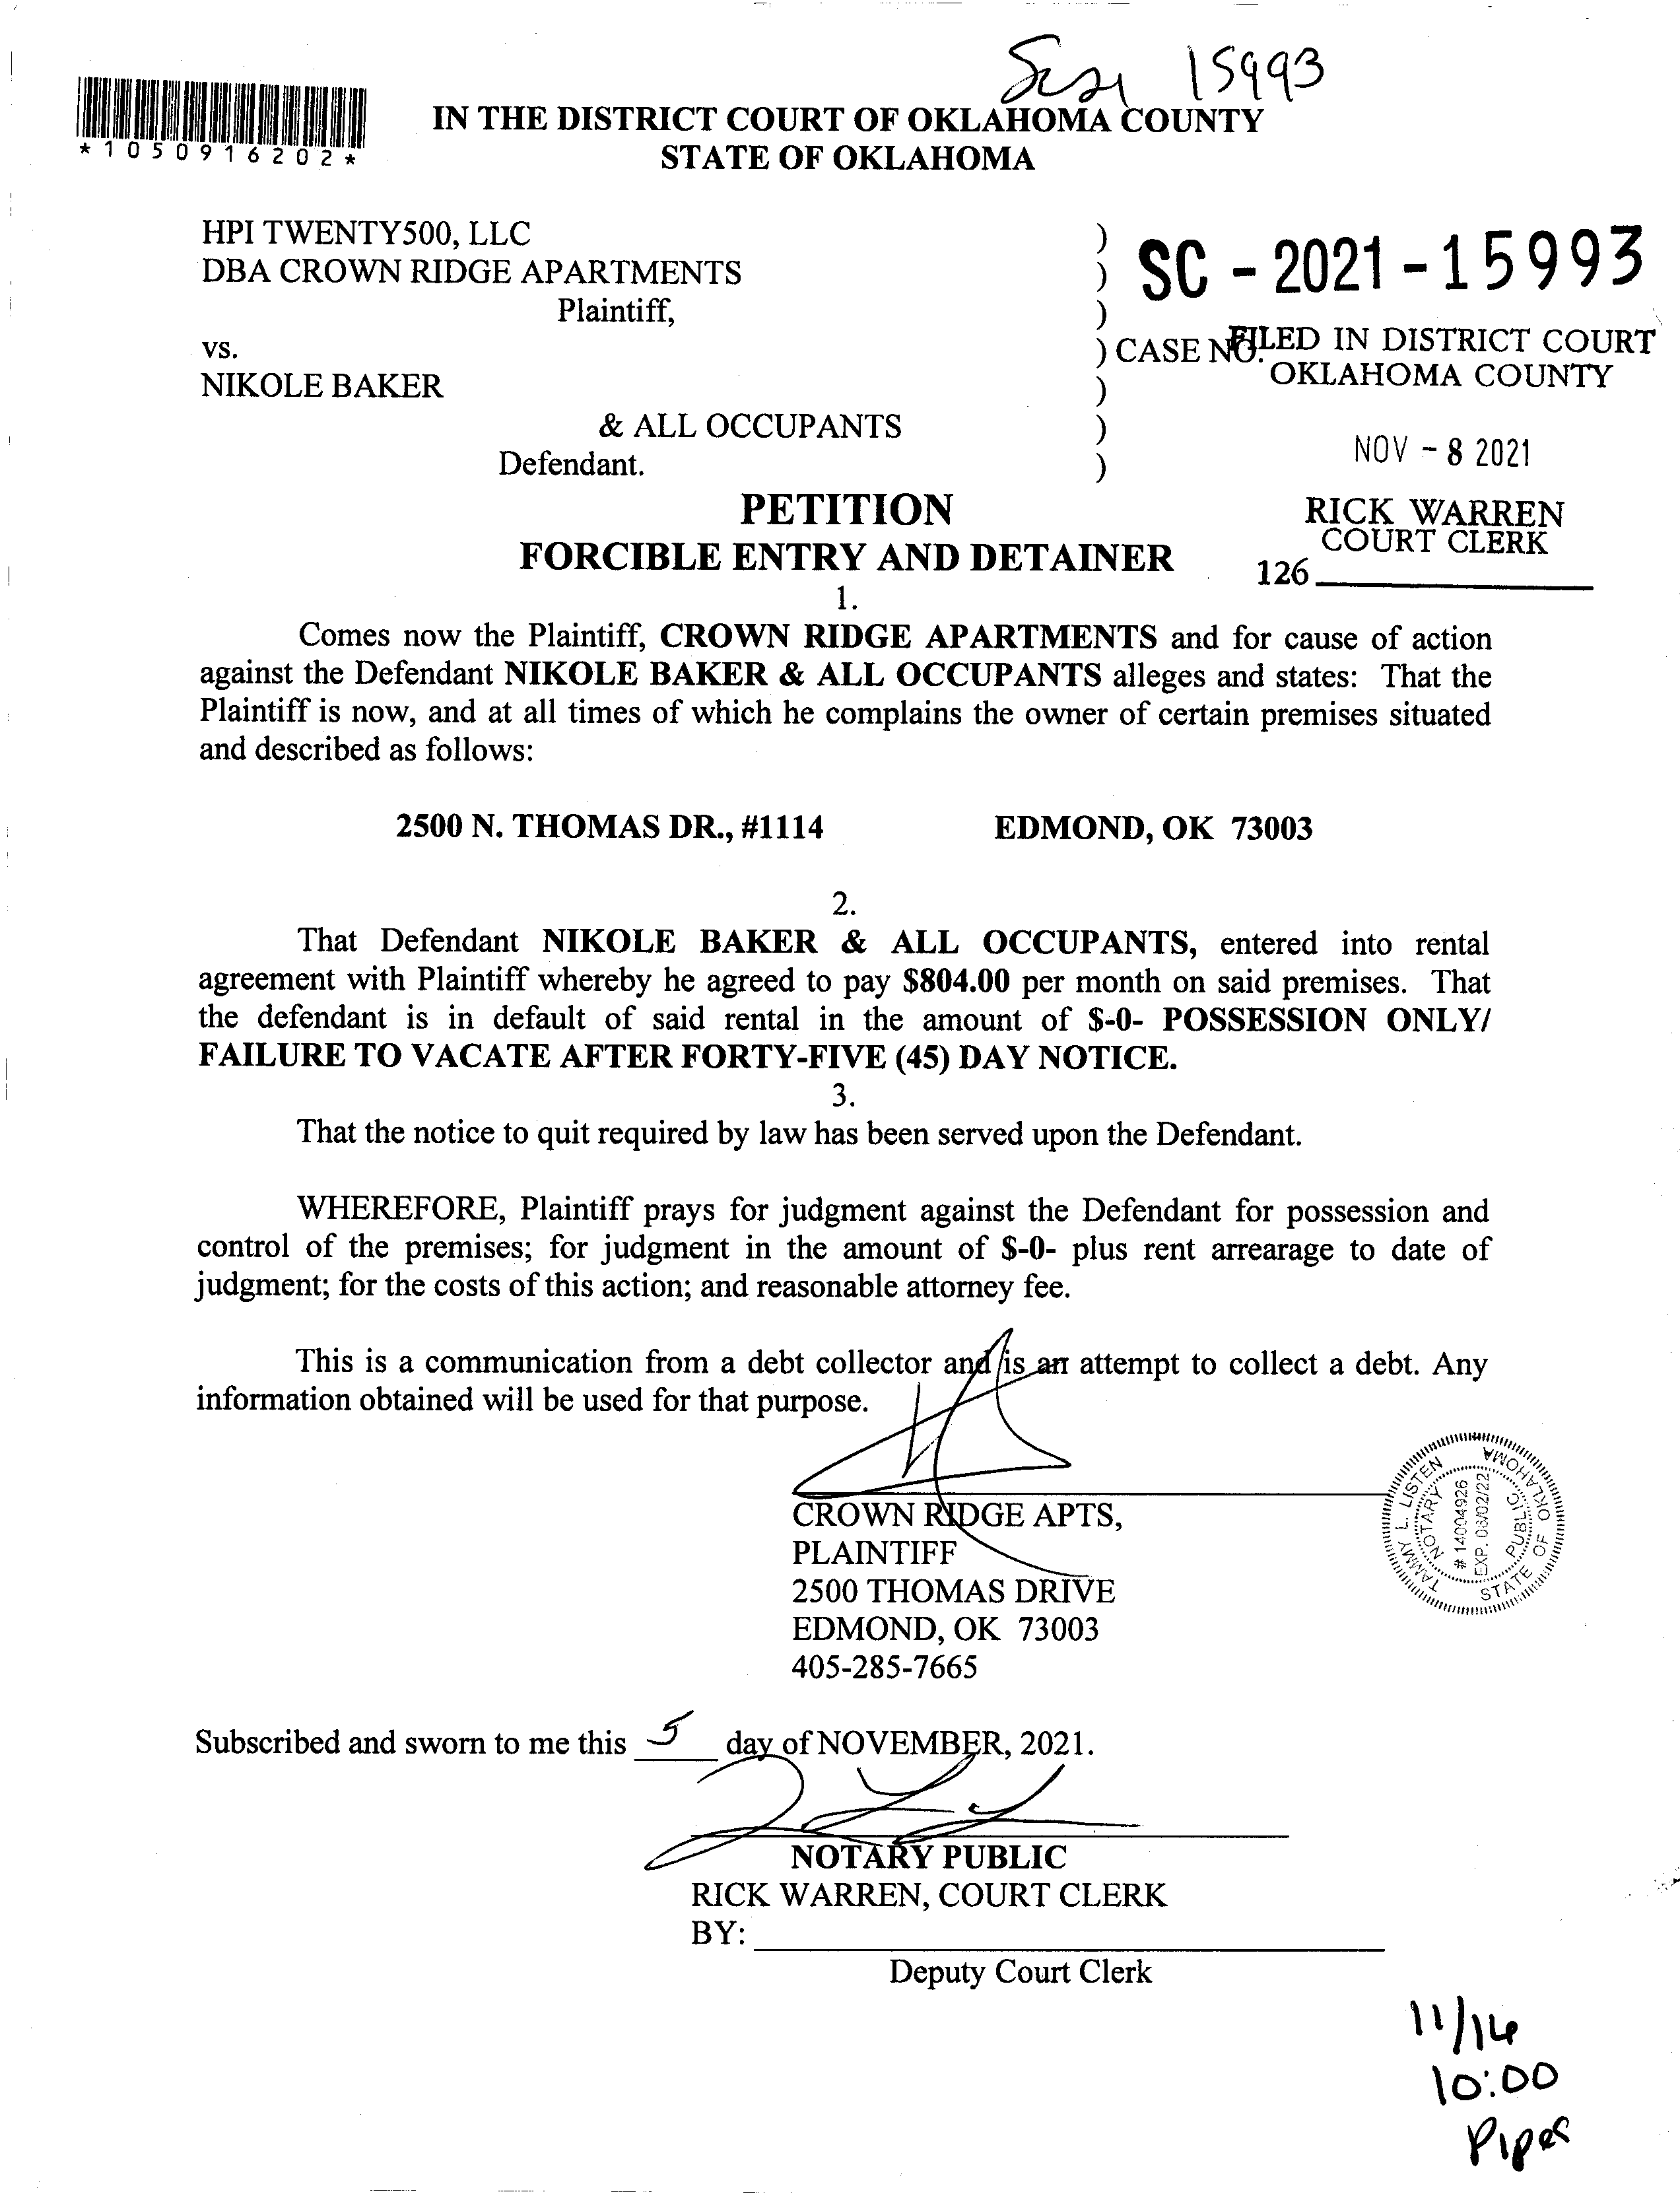 15993
*1050916202*
IN THE DISTRICT COURT OF OKLAHOMA COUNTY
STATE OF OKLAHOMA
HPI TWENTY500, LLC )
DBA CROWN RIDGE APARTMENTS ) SC - 2021 - 15993
Plaintiff, )
vs. ) CASE NO. FILED IN DISTRICT COURT
OKLAHOMA COUNTY
NIKOLE BAKER )
& ALL OCCUPANTS )
Defendant. ) NOV - 8 2021
PETITION RICK WARREN
COURT CLERK
FORCIBLE ENTRY AND DETAINER 126
1.
Comes now the Plaintiff, CROWN RIDGE APARTMENTS and for cause of action
against the Defendant NIKOLE BAKER & ALL OCCUPANTS alleges and states: That the
Plaintiff is now, and at all times of which he complains the owner of certain premises situated
and described as follows:
2500 N. THOMAS DR., #1114 EDMOND, OK 73003
2.
That Defendant NIKOLE BAKER & ALL OCCUPANTS, entered into rental
agreement with Plaintiff whereby he agreed to pay $804.00 per month on said premises. That
the defendant is in default of said rental in the amount of $-0- POSSESSION ONLY/
FAILURE TO VACATE AFTER FORTY-FIVE (45) DAY NOTICE.
3.
That the notice to quit required by law has been served upon the Defendant.
WHEREFORE, Plaintiff prays for judgment against the Defendant for possession and
control of the premises; for judgment in the amount of $-0- plus rent arrearage to date of
judgment; for the costs of this action; and reasonable attorney fee.
This is a communication from a debt collector and is an attempt to collect a debt. Any
information obtained will be used for that purpose.
CROWN RIDGE APTS,
PLAINTIFF
2500 THOMAS DRIVE
EDMOND, OK 73003
405-285-7665
TAMMY L. LISTEN
NOTARY PUBLIC
# 14004926
EXP. 06/02/22
STATE OF OKLAHOMA
Subscribed and sworn to me this 5 day of NOVEMBER, 2021.
NOTARY PUBLIC
RICK WARREN, COURT CLERK
BY:
Deputy Court Clerk
11/16
10:00
Piper